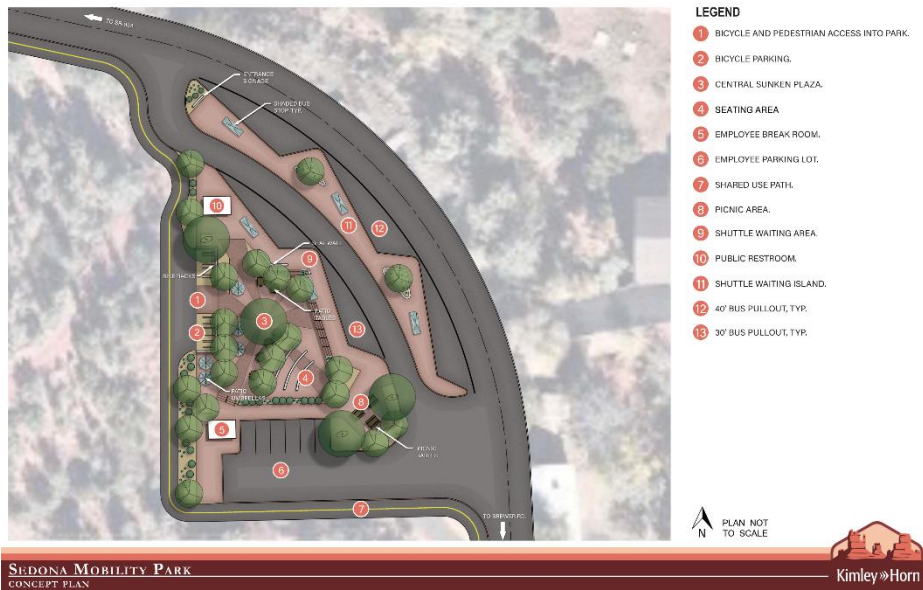 TO SR 89A
ENTRANCE
SIGNAGE
SHADED BUS
STOP TYP.
10
11
12
SEAT WALL
9
BIKE RACKS
1
PATIO
TABLES
3
13
2
4
PATIO
UMBRELLAS
8
5
PICNIC
TABLES
6
7
TO BREWER RD.
LEGEND
1 BICYCLE AND PEDESTRIAN ACCESS INTO PARK.
2 BICYCLE PARKING.
3 CENTRAL SUNKEN PLAZA.
4 SEATING AREA
5 EMPLOYEE BREAK ROOM.
6 EMPLOYEE PARKING LOT.
7 SHARED USE PATH.
8 PICNIC AREA.
9 SHUTTLE WAITING AREA.
10 PUBLIC RESTROOM.
11 SHUTTLE WAITING ISLAND.
12 40' BUS PULLOUT, TYP.
13 30' BUS PULLOUT, TYP.
N
PLAN NOT
TO SCALE
SEDONA MOBILITY PARK
CONCEPT PLAN
Kimley»Horn